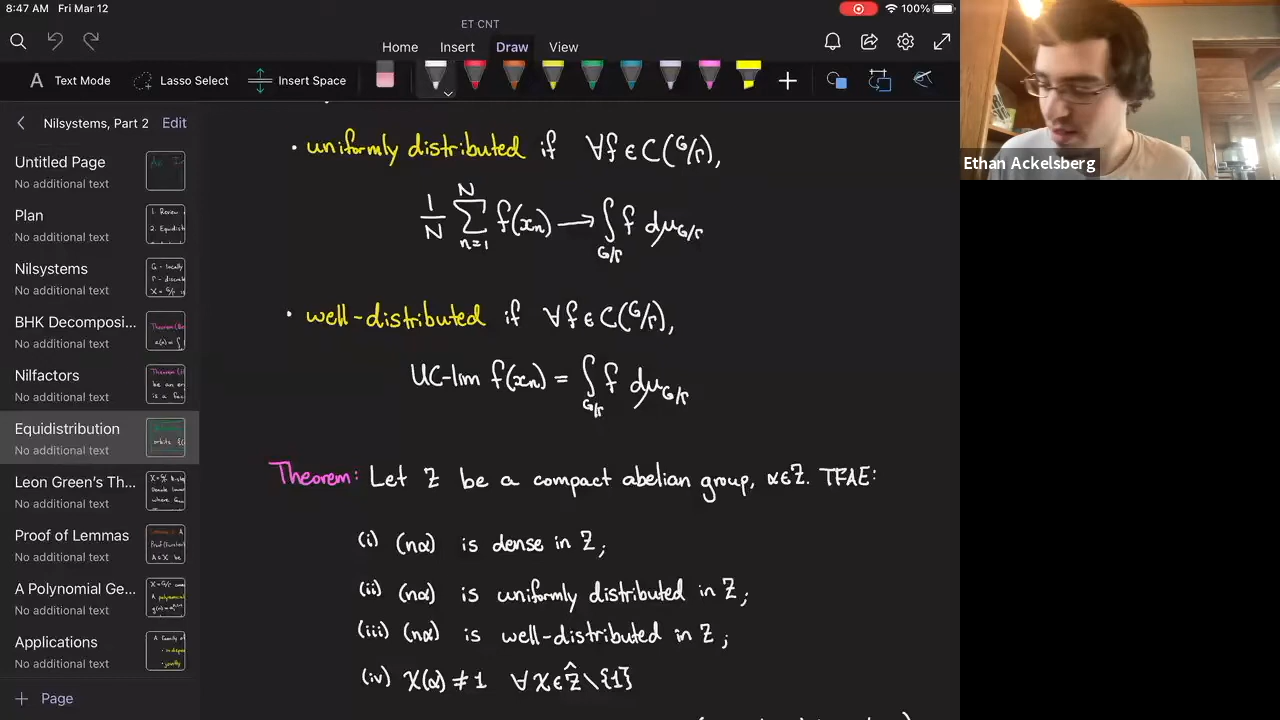 8:47 AM Fri Mar 12
100%
ET CNT
Home Insert Draw View
Text Mode Lasso Select Insert Space
Nilsystems, Part 2 Edit
Untitled Page
No additional text
Plan
No additional text
Nilsystems
No additional text
BHK Decomposi...
No additional text
Nilfactors
No additional text
Equidistribution
No additional text
Leon Green's Th...
No additional text
Proof of Lemmas
No additional text
A Polynomial Ge...
No additional text
Applications
No additional text
+ Page
• uniformly distributed if ∀f∈C(G/Γ),
1/N ∑_{n=1}^{N} f(xₙ) → ∫_{G/Γ} f dμ_{G/Γ}
• well-distributed if ∀f∈C(G/Γ),
UC-lim f(xₙ) = ∫_{G/Γ} f dμ_{G/Γ}
Theorem: Let Z be a compact abelian group, α∈Z. TFAE:
(i) (nα) is dense in Z;
(ii) (nα) is uniformly distributed in Z;
(iii) (nα) is well-distributed in Z;
(iv) χ(α) ≠ 1 ∀χ∈Ẑ\{1}
Ethan Ackelsberg